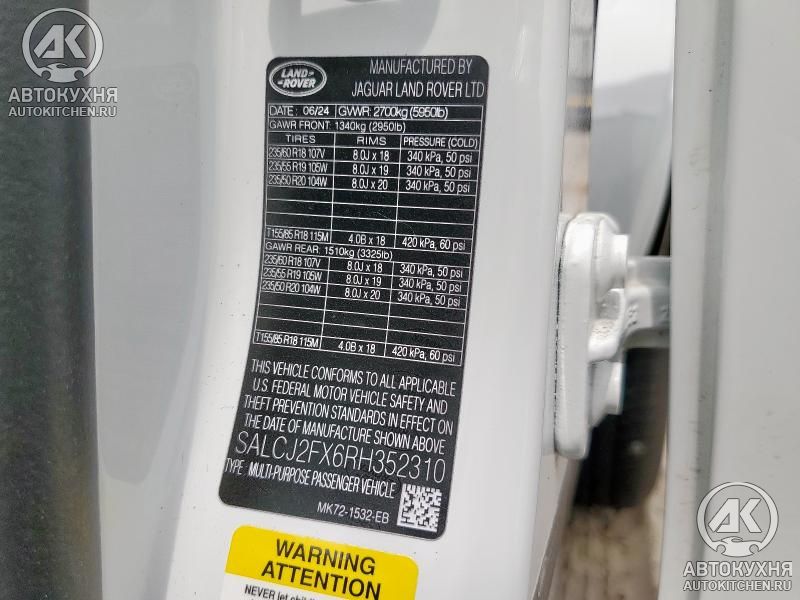 АК
АВТОКУХНЯ
AUTOKITCHEN.RU
LAND ROVER
MANUFACTURED BY
JAGUAR LAND ROVER LTD
DATE: 06/24 GVWR: 2700kg (5950lb)
GAWR FRONT: 1340kg (2950lb)
TIRES RIMS PRESSURE (COLD)
235/60 R18 107V 8.0J x 18 340 kPa, 50 psi
235/55 R19 105W 8.0J x 19 340 kPa, 50 psi
235/50 R20 104W 8.0J x 20 340 kPa, 50 psi
T155/85 R18 115M 4.0B x 18 420 kPa, 60 psi
GAWR REAR: 1510kg (3325lb)
235/60 R18 107V 8.0J x 18 340 kPa, 50 psi
235/55 R19 105W 8.0J x 19 340 kPa, 50 psi
235/50 R20 104W 8.0J x 20 340 kPa, 50 psi
T155/85 R18 115M 4.0B x 18 420 kPa, 60 psi
THIS VEHICLE CONFORMS TO ALL APPLICABLE
U.S. FEDERAL MOTOR VEHICLE SAFETY AND
THEFT PREVENTION STANDARDS IN EFFECT ON
THE DATE OF MANUFACTURE SHOWN ABOVE
SALCJ2FX6RH352310
TYPE: MULTI-PURPOSE PASSENGER VEHICLE
MK72-1532-EB
WARNING
ATTENTION
NEVER let
АК
АВТОКУХНЯ
AUTOKITCHEN.RU